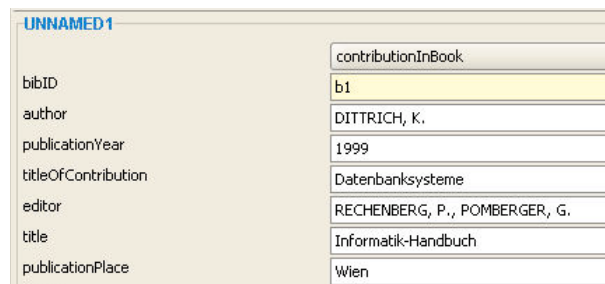 UNNAMED1
contributionInBook
bibID b1
author DITTRICH, K.
publicationYear 1999
titleOfContribution Datenbanksysteme
editor RECHENBERG, P., POMBERGER, G.
title Informatik-Handbuch
publicationPlace Wien